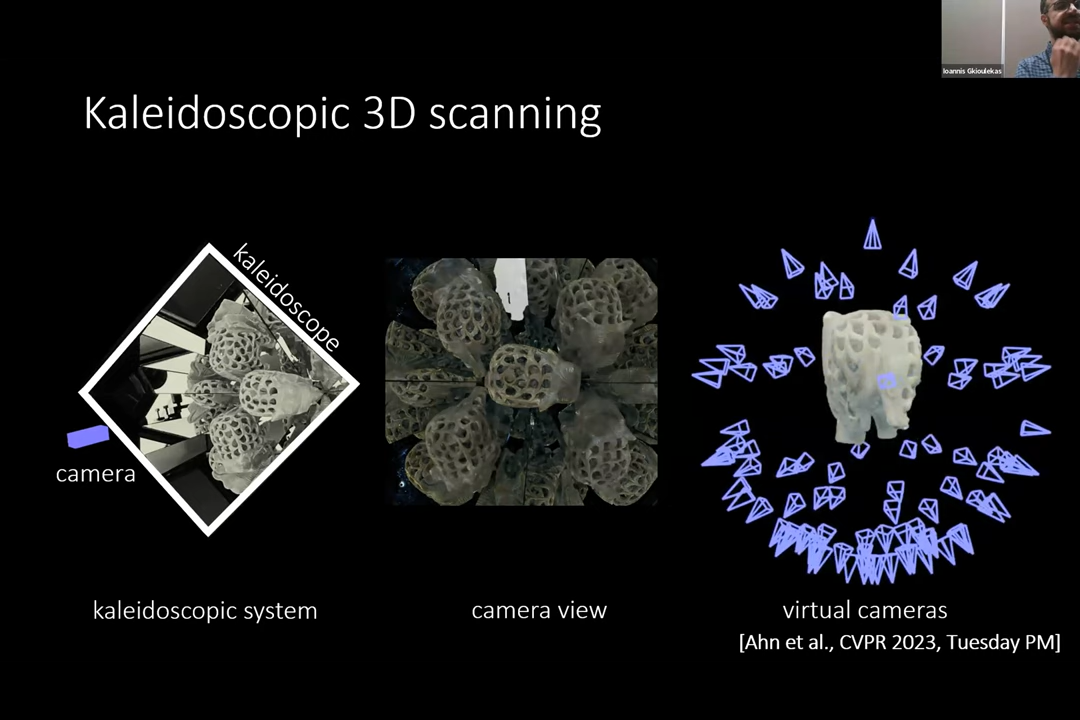 Ioannis Gkioulekas
Kaleidoscopic 3D scanning
kaleidoscope
camera
kaleidoscopic system
camera view
virtual cameras
[Ahn et al., CVPR 2023, Tuesday PM]